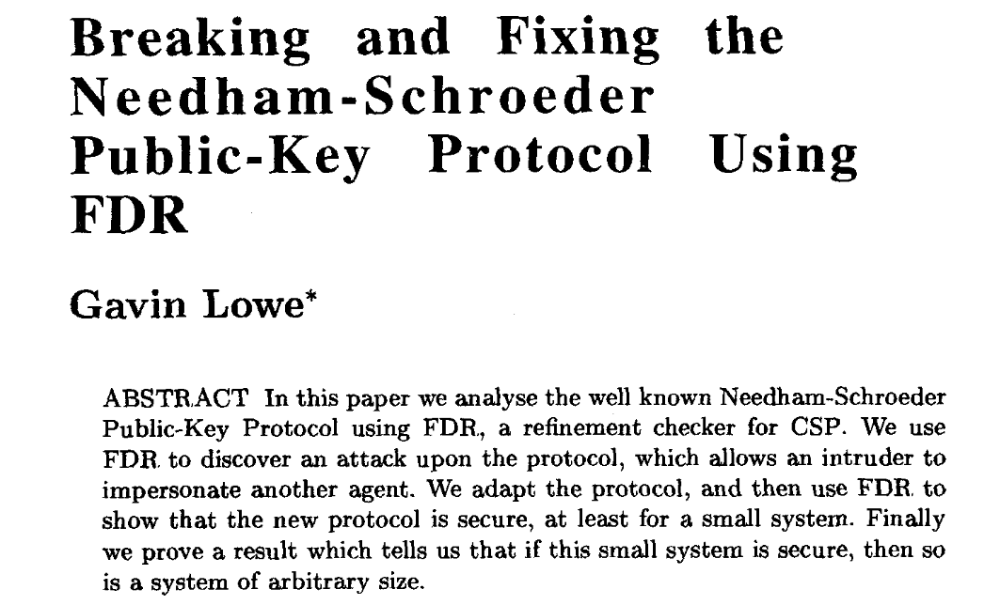 Breaking and Fixing the
Needham-Schroeder
Public-Key Protocol Using
FDR
Gavin Lowe*
ABSTRACT In this paper we analyse the well known Needham-Schroeder
Public-Key Protocol using FDR, a refinement checker for CSP. We use
FDR to discover an attack upon the protocol, which allows an intruder to
impersonate another agent. We adapt the protocol, and then use FDR to
show that the new protocol is secure, at least for a small system. Finally
we prove a result which tells us that if this small system is secure, then so
is a system of arbitrary size.